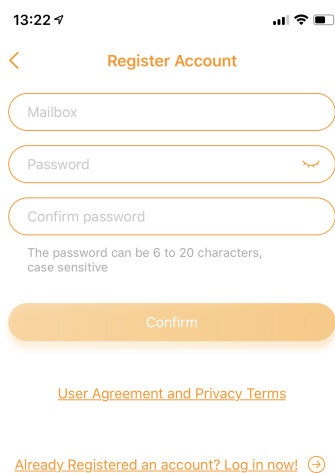 13:22
Register Account
Mailbox
Password
Confirm password
The password can be 6 to 20 characters,
case sensitive
Confirm
User Agreement and Privacy Terms
Already Registered an account? Log in now!